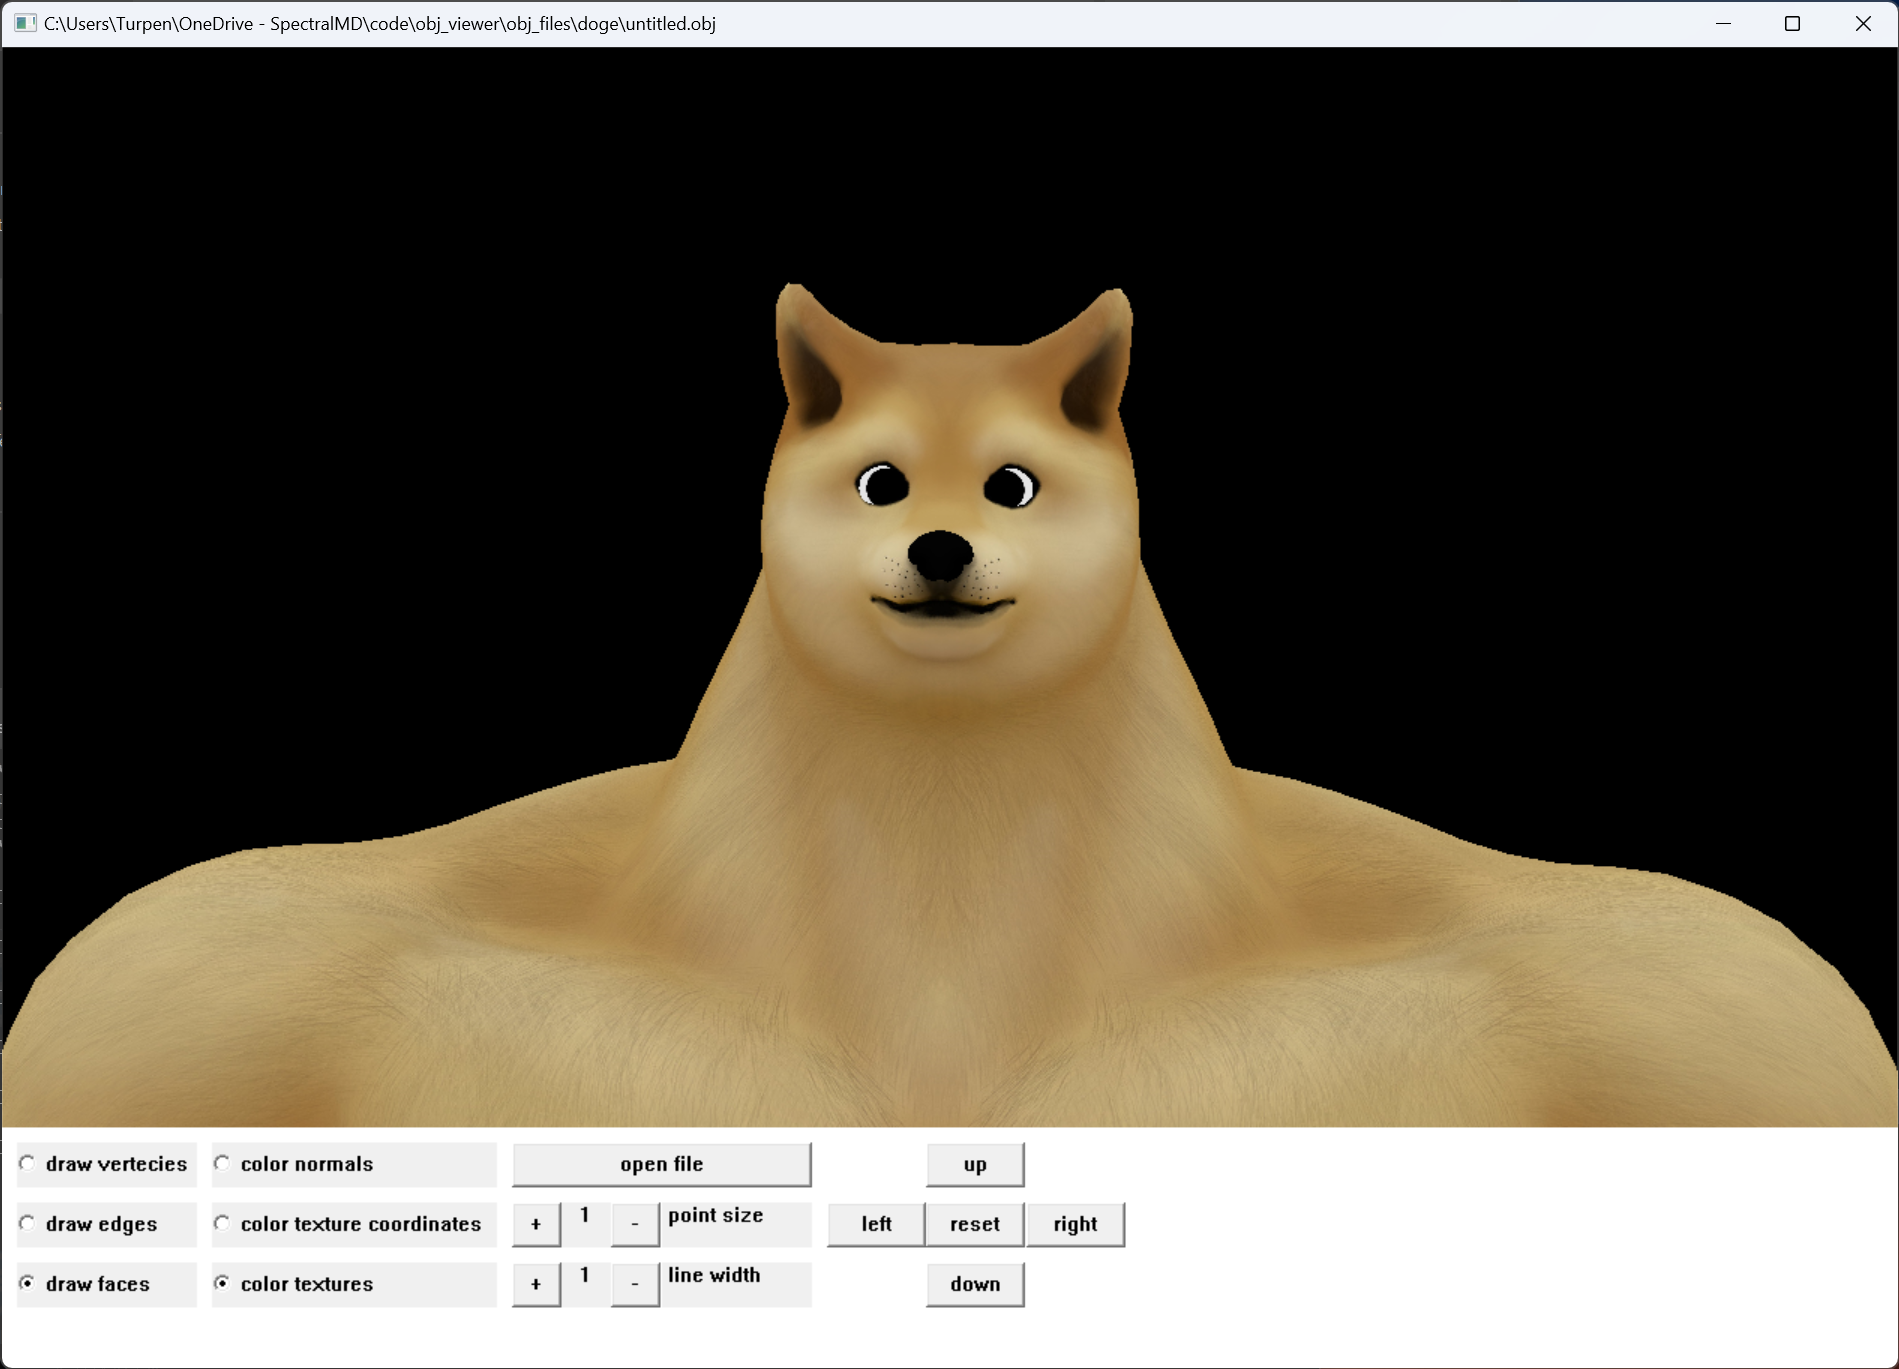 C:\Users\Turpen\OneDrive - SpectralMD\code\obj_viewer\obj_files\doge\untitled.obj
draw vertecies color normals open file up
draw edges color texture coordinates + 1 - point size left reset right
draw faces color textures + 1 - line width down